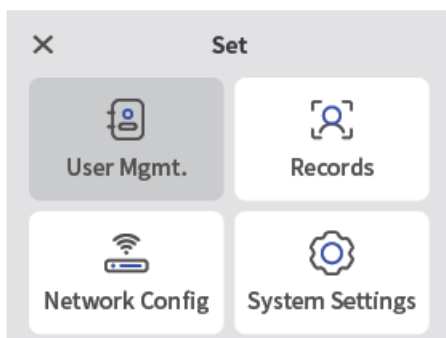 Set
User Mgmt.
Records
Network Config
System Settings